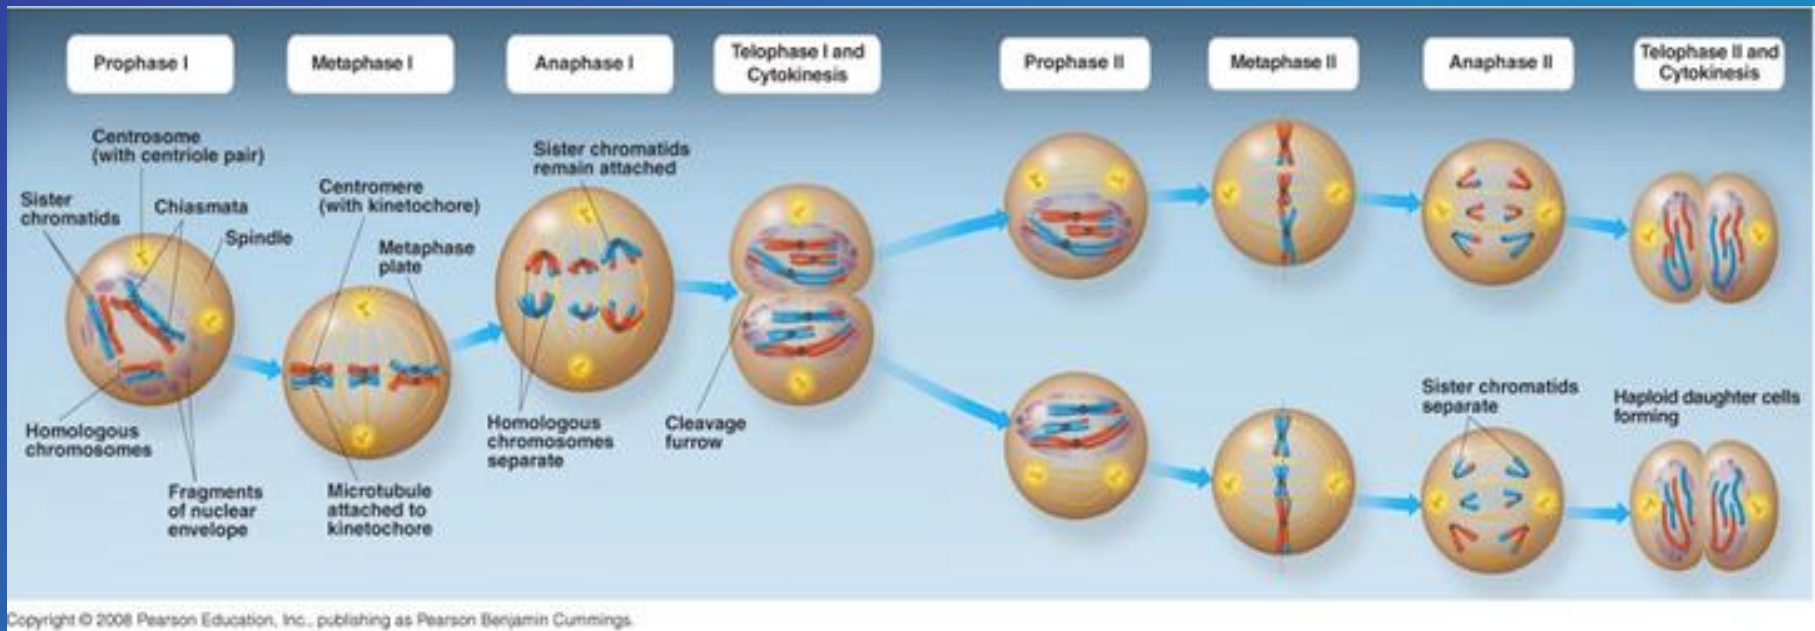 Prophase I
Metaphase I
Anaphase I
Telophase I and
Cytokinesis
Prophase II
Metaphase II
Anaphase II
Telophase II and
Cytokinesis
Centrosome
(with centriole pair)
Sister
chromatids
Chiasmata
Spindle
Homologous
chromosomes
Fragments
of nuclear
envelope
Centromere
(with kinetochore)
Metaphase
plate
Microtubule
attached to
kinetochore
Sister chromatids
remain attached
Homologous
chromosomes
separate
Cleavage
furrow
Sister chromatids
separate
Haploid daughter cells
forming
Copyright © 2008 Pearson Education, Inc., publishing as Pearson Benjamin Cummings.